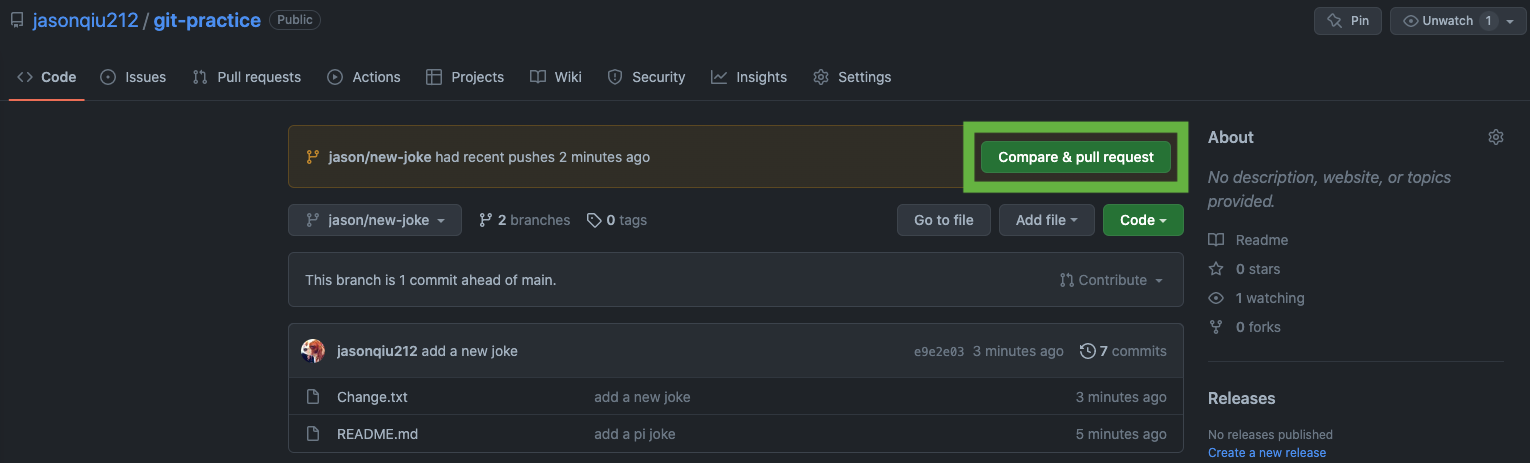 jasonqiu212 / git-practice Public Pin Unwatch 1
Code Issues Pull requests Actions Projects Wiki Security Insights Settings
jason/new-joke had recent pushes 2 minutes ago Compare & pull request
jason/new-joke 2 branches 0 tags Go to file Add file Code
This branch is 1 commit ahead of main. Contribute
jasonqiu212 add a new joke e9e2e03 3 minutes ago 7 commits
Change.txt add a new joke 3 minutes ago
README.md add a pi joke 5 minutes ago
About
No description, website, or topics
provided.
Readme
0 stars
1 watching
0 forks
Releases
No releases published
Create a new release